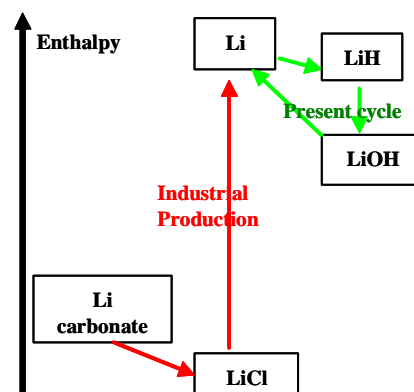 Enthalpy
Li
LiH
Present cycle
LiOH
Industrial
Production
Li
carbonate
LiCl